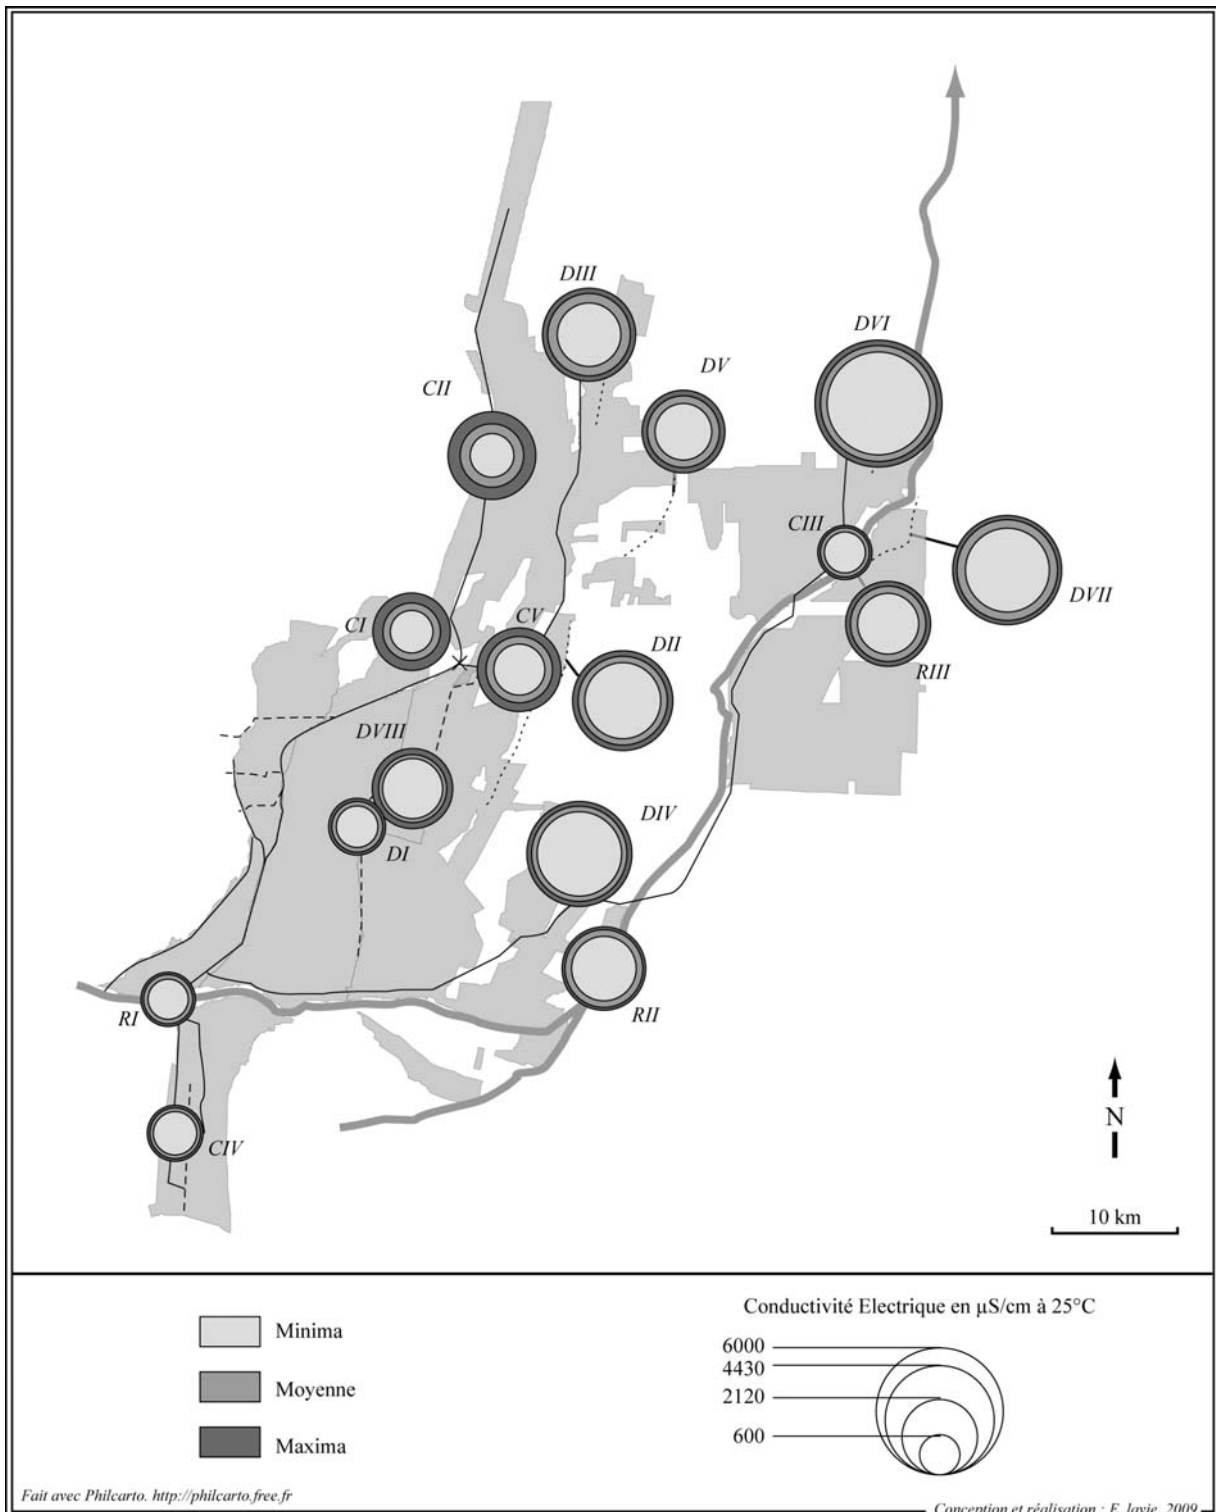 DIII
DVI
DV
CII
CIII
DVII
CI
CV
DII
RIII
DVIII
DIV
DI
RII
RI
CIV
N
10 km
Conductivité Electrique en µS/cm à 25°C
Minima
Moyenne
Maxima
6000
4430
2120
600
Fait avec Philcarto. http://philcarto.free.fr
Conception et réalisation : E. lavie, 2009